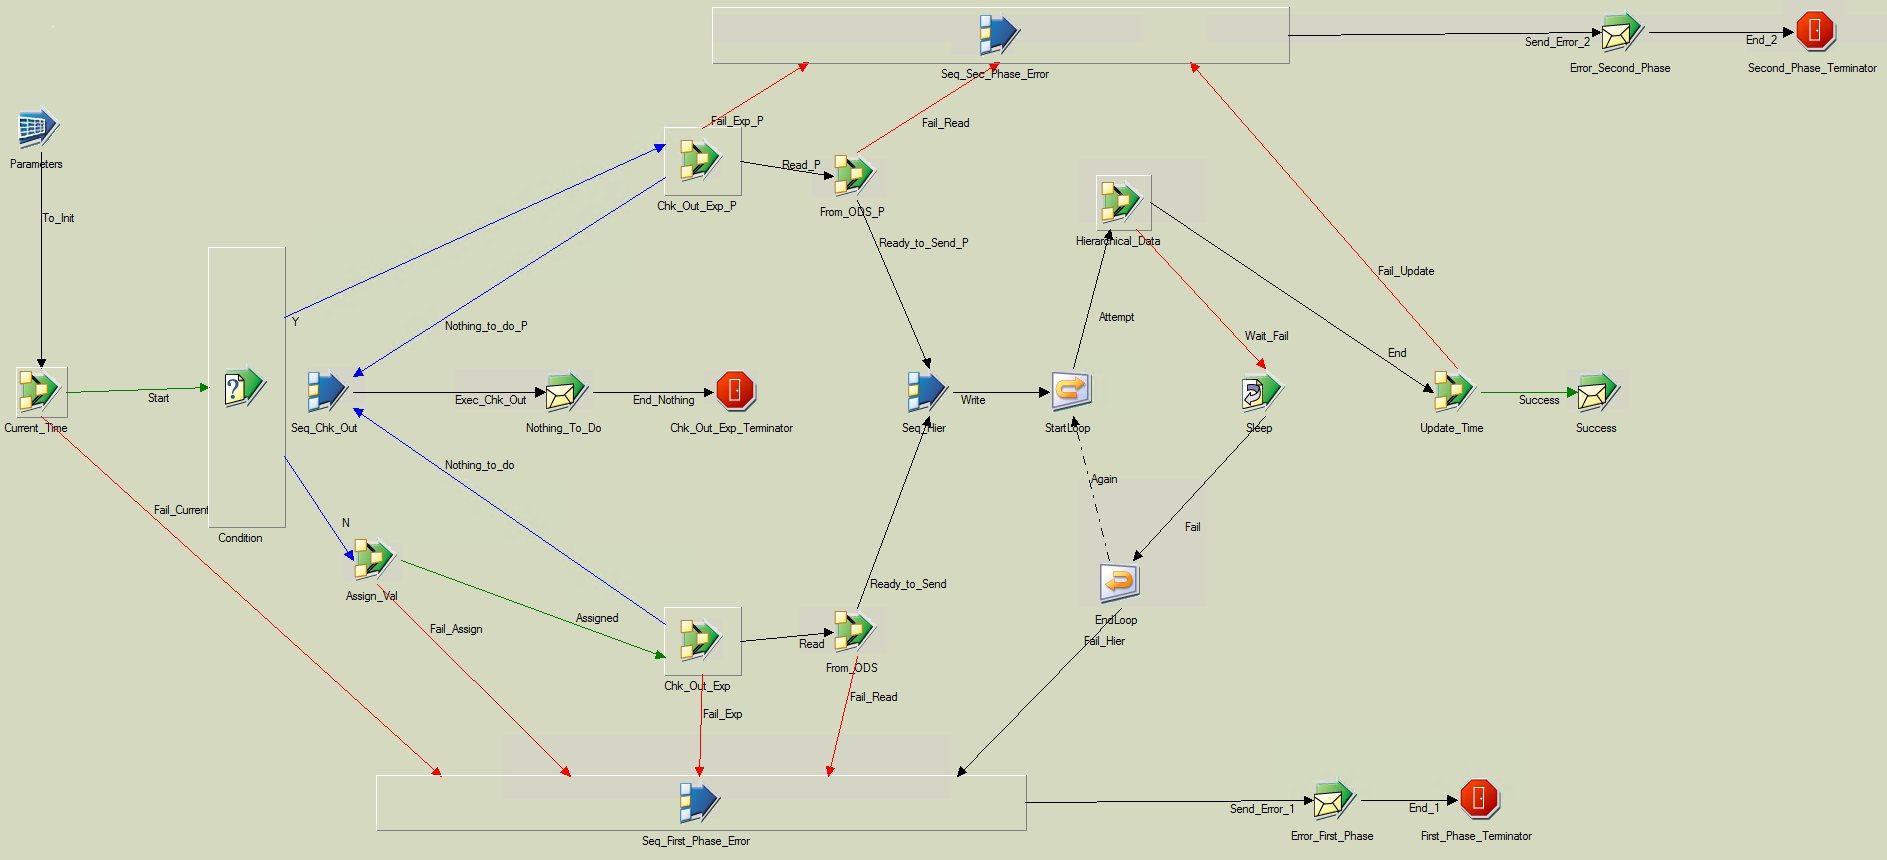 Seq_Sec_Phase_Error
Send_Error_2
Error_Second_Phase
End_2
Second_Phase_Terminator
Parameters
To_Init
Fail_Exp_P
Fail_Read
Chk_Out_Exp_P
Read_P
From_ODS_P
Ready_to_Send_P
Hierarchical_Data
Fail_Update
Y
Nothing_to_do_P
Attempt
Wait_Fail
End
Current_Time
Start
Condition
Seq_Chk_Out
Exec_Chk_Out
Nothing_To_Do
End_Nothing
Chk_Out_Exp_Terminator
Seq_Hier
Write
StartLoop
Sleep
Update_Time
Success
Success
Nothing_to_do
Again
Fail_Current
N
Fail
Assign_Val
Fail_Assign
Assigned
Ready_to_Send
EndLoop
Fail_Hier
Read
From_ODS
Chk_Out_Exp
Fail_Exp
Fail_Read
Seq_First_Phase_Error
Send_Error_1
Error_First_Phase
End_1
First_Phase_Terminator